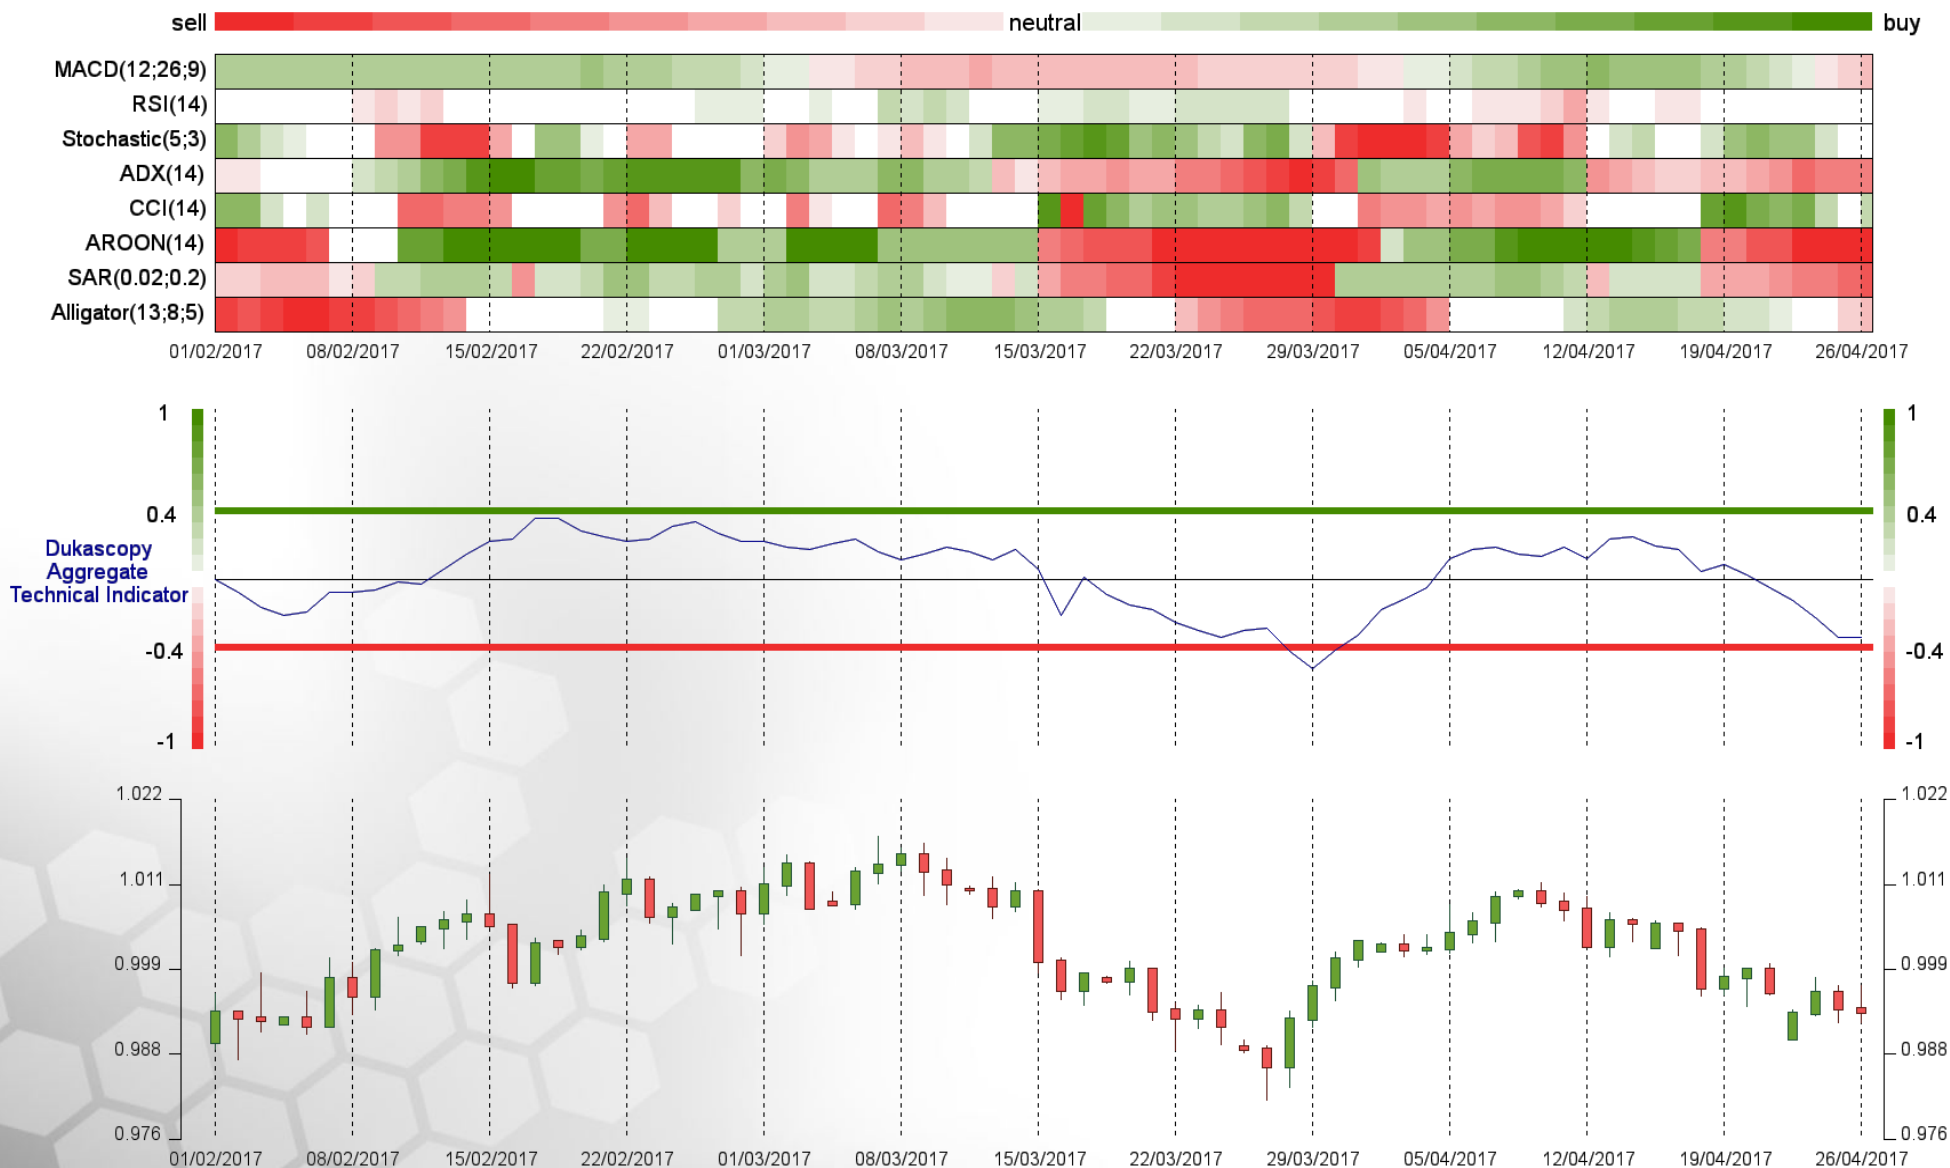 sell neutral buy
MACD(12;26;9)
RSI(14)
Stochastic(5;3)
ADX(14)
CCI(14)
AROON(14)
SAR(0.02;0.2)
Alligator(13;8;5)
01/02/2017 08/02/2017 15/02/2017 22/02/2017 01/03/2017 08/03/2017 15/03/2017 22/03/2017 29/03/2017 05/04/2017 12/04/2017 19/04/2017 26/04/2017
1 1
0.4 0.4
Dukascopy
Aggregate
Technical Indicator
-0.4 -0.4
-1 -1
1.022 1.022
1.011 1.011
0.999 0.999
0.988 0.988
0.976 0.976
01/02/2017 08/02/2017 15/02/2017 22/02/2017 01/03/2017 08/03/2017 15/03/2017 22/03/2017 29/03/2017 05/04/2017 12/04/2017 19/04/2017 26/04/2017